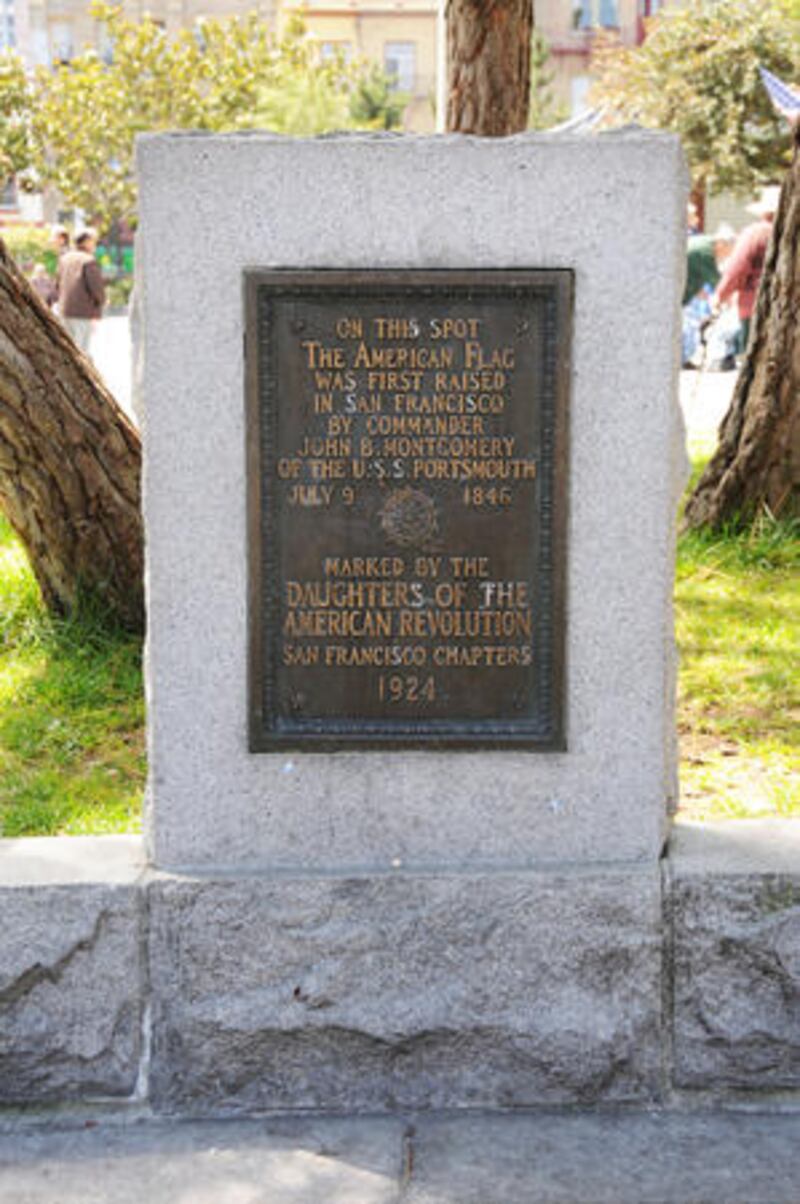 ON THIS SPOT
THE AMERICAN FLAG
WAS FIRST RAISED
IN SAN FRANCISCO
BY COMMANDER
JOHN B. MONTGOMERY
OF THE U.S.S. PORTSMOUTH
JULY 9 1846
MARKED BY THE
DAUGHTERS OF THE
AMERICAN REVOLUTION
SAN FRANCISCO CHAPTERS
1924